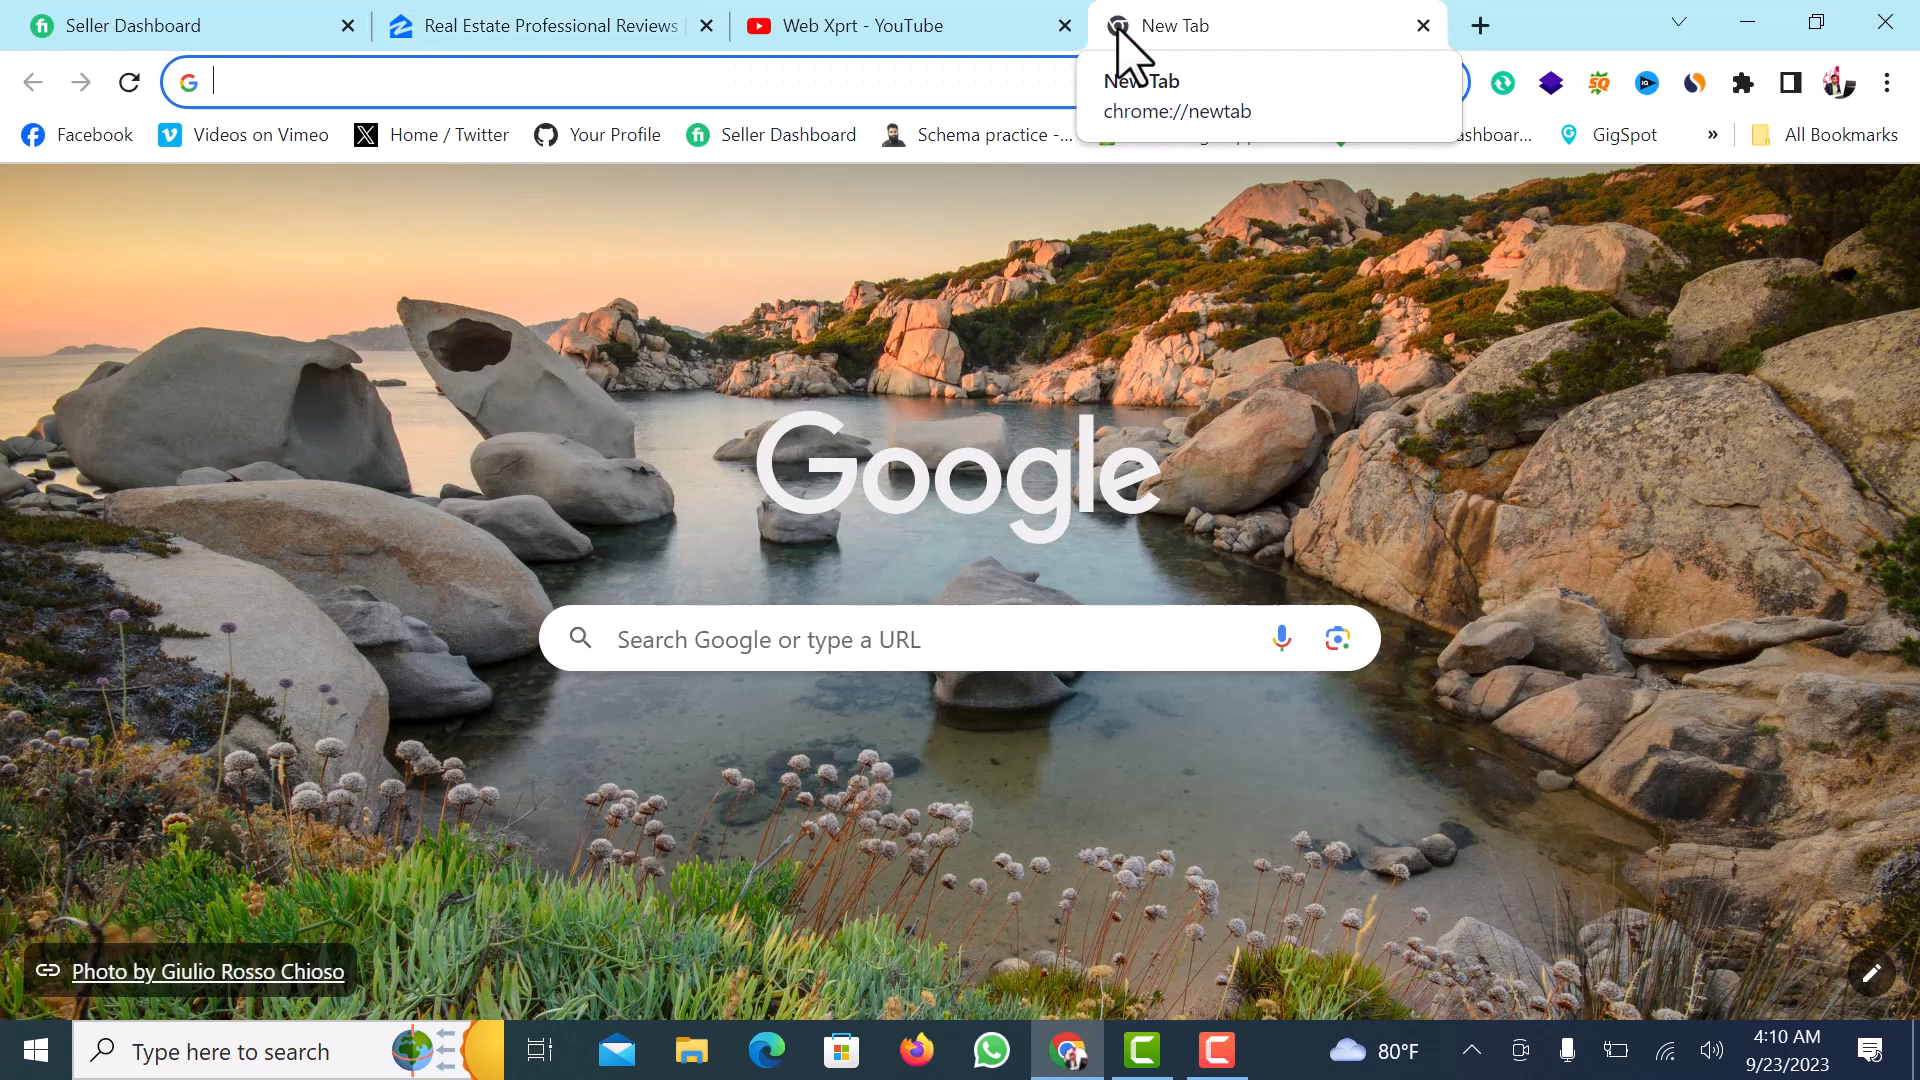 Seller Dashboard
Real Estate Professional Reviews
Web Xprt - YouTube
New Tab
New Tab
chrome://newtab
Facebook
Videos on Vimeo
Home / Twitter
Your Profile
Seller Dashboard
Schema practice -...
ashboar...
GigSpot
»
All Bookmarks
Google
Search Google or type a URL
Photo by Giulio Rosso Chioso
Type here to search
80°F
4:10 AM
9/23/2023